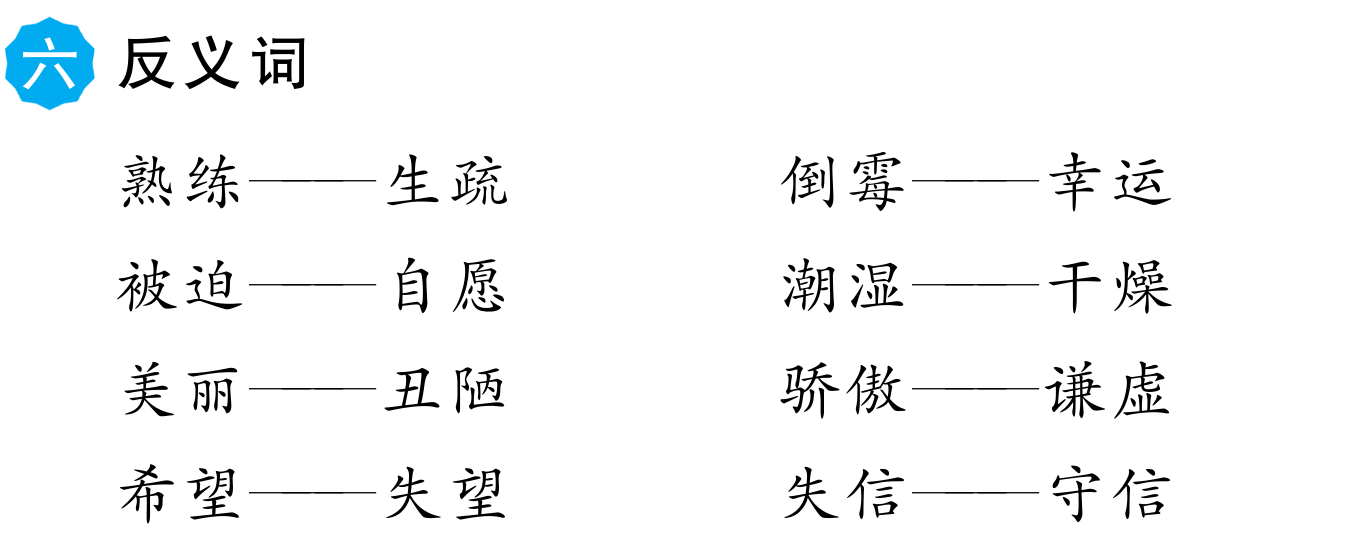 六 反义词
熟练——生疏 倒霉——幸运
被迫——自愿 潮湿——干燥
美丽——丑陋 骄傲——谦虚
希望——失望 失信——守信